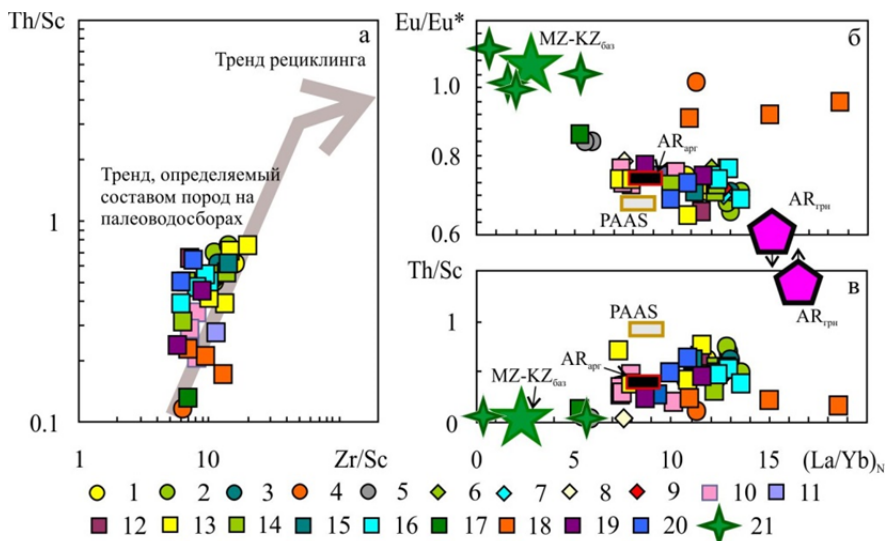 Th/Sc
а
Тренд рециклинга
Тренд, определяемый
составом пород на
палеоводосборах
1
0.1
1
10
Zr/Sc
Eu/Eu*
б
MZ-KZбаз
1.0
0.8
0.6
ARарг
PAAS
ARгрн
Th/Sc
в
PAAS
1
ARарг
MZ-KZбаз
ARгрн
0
0
5
10
15
(La/Yb)N
1 2 3 4 5 6 7 8 9 10 11
12 13 14 15 16 17 18 19 20 21